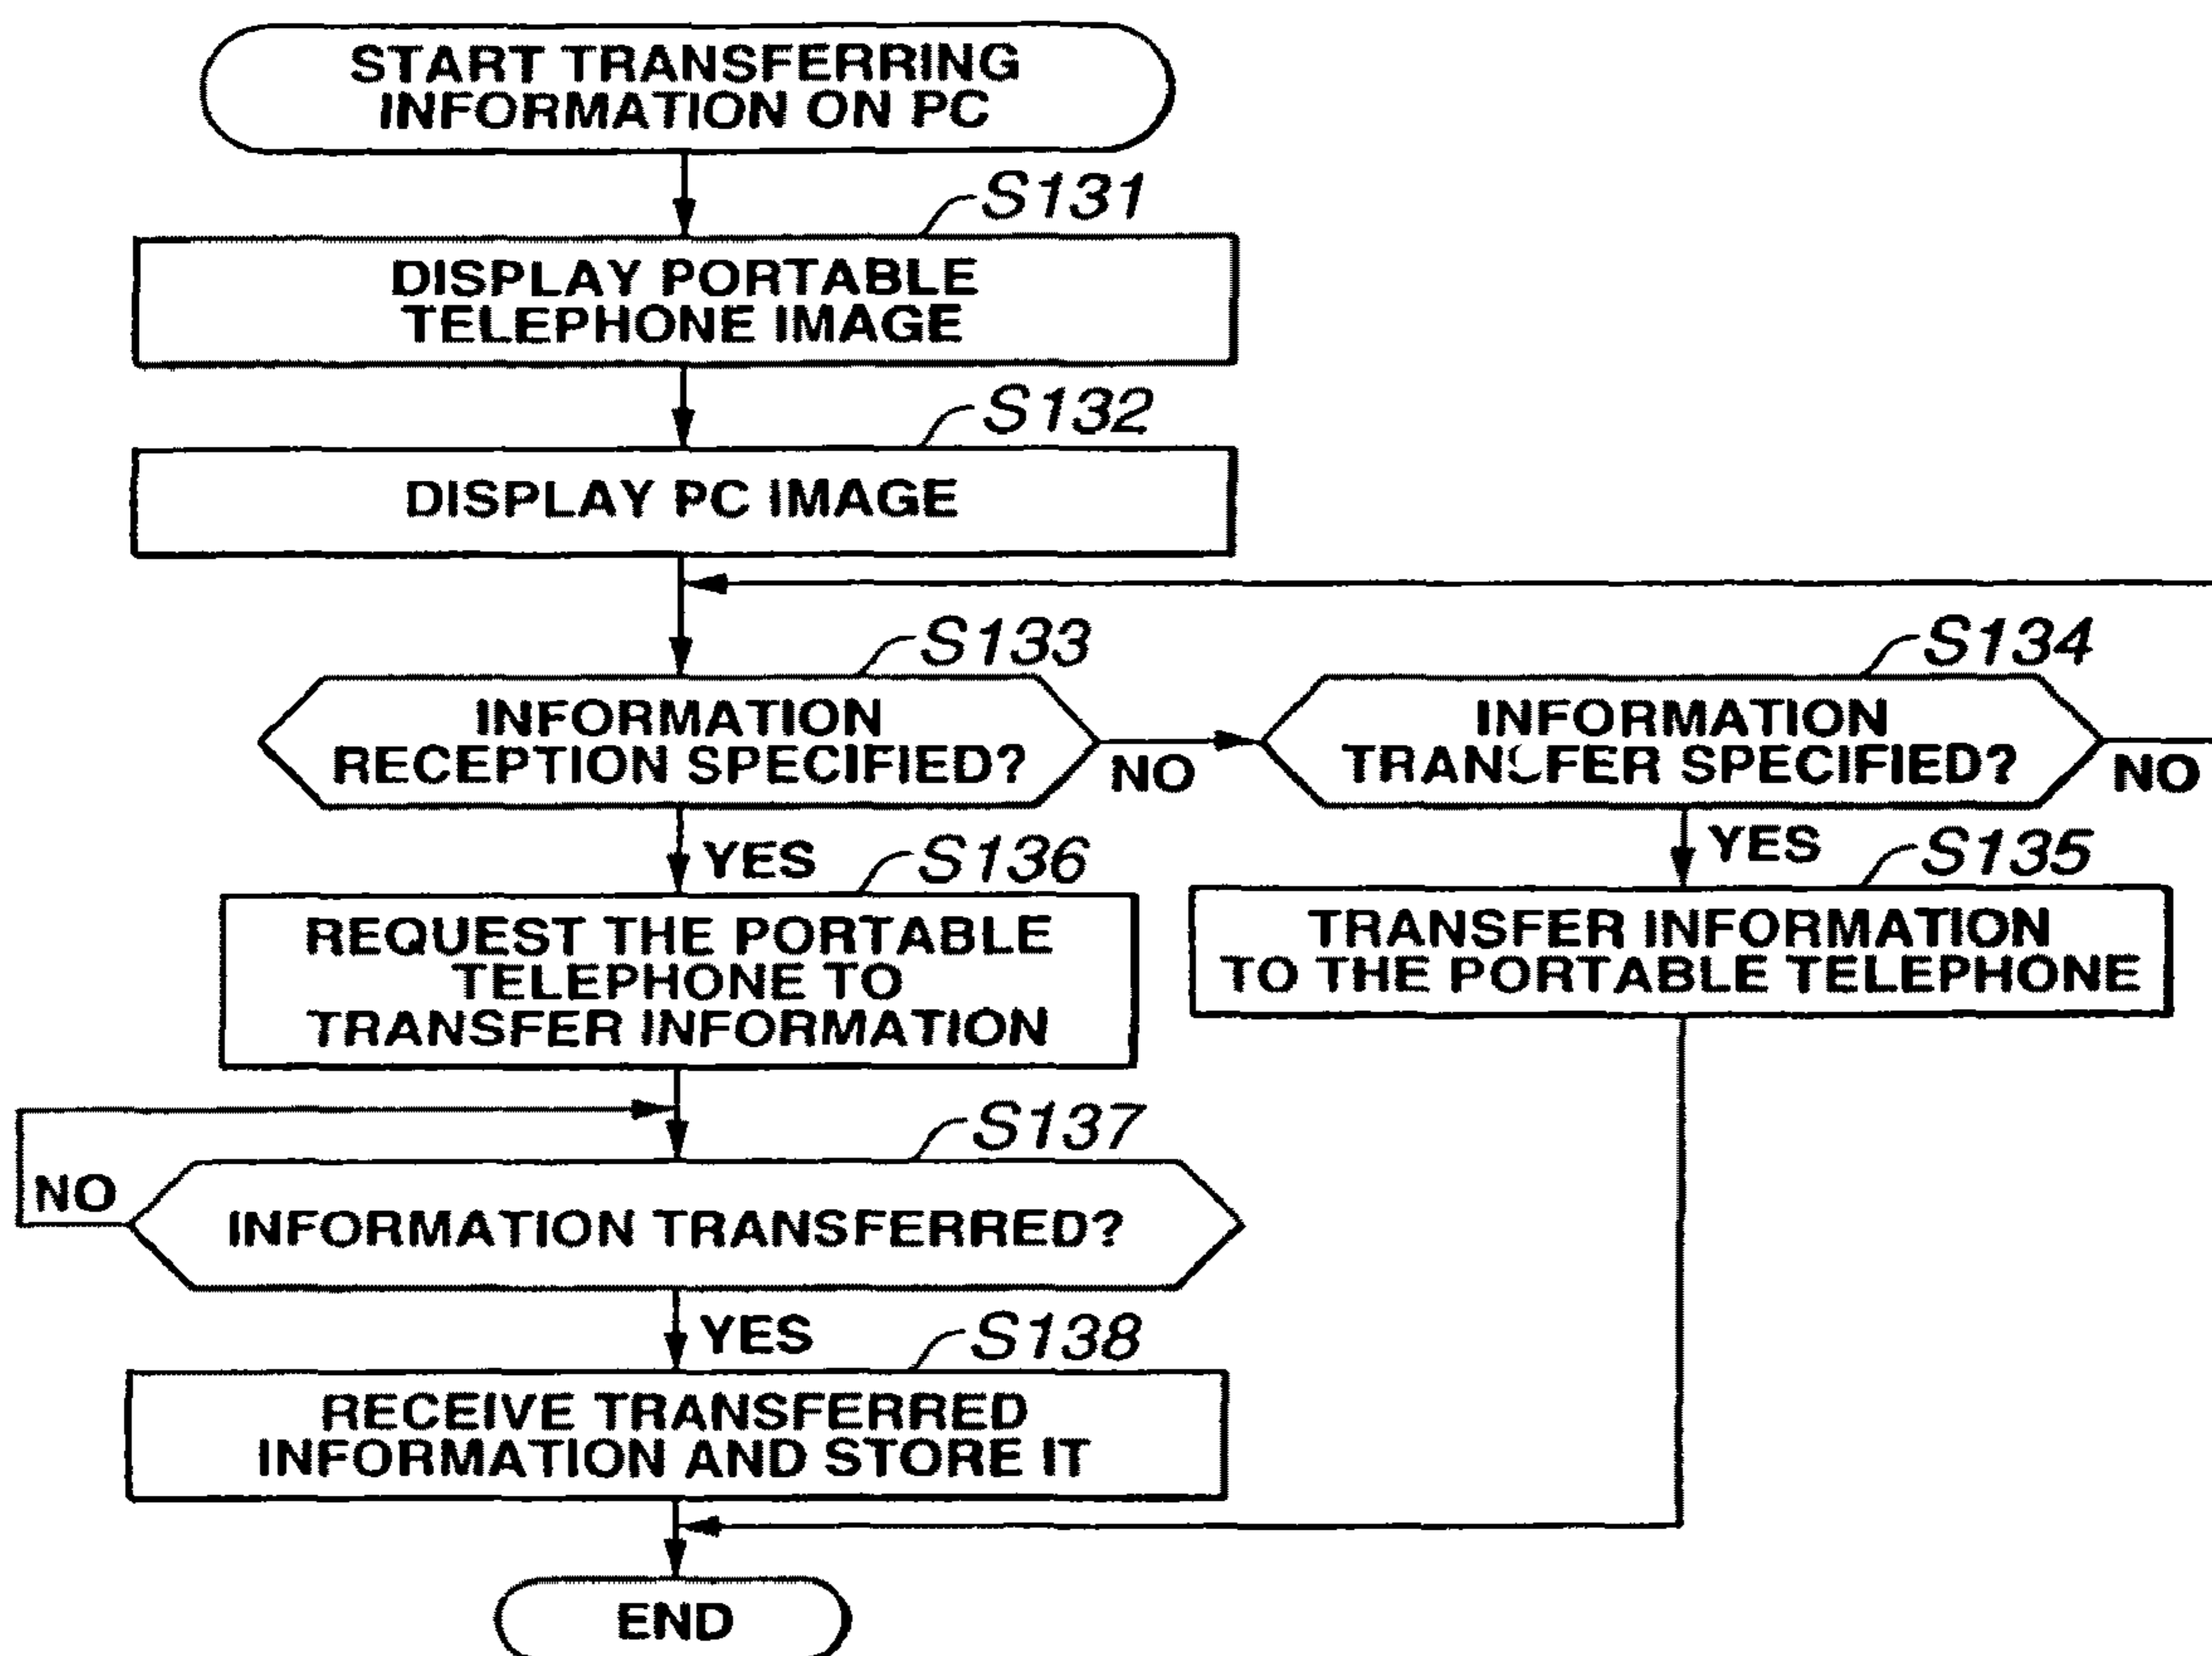 START TRANSFERRING
INFORMATION ON PC
S131
DISPLAY PORTABLE
TELEPHONE IMAGE
S132
DISPLAY PC IMAGE
S133
INFORMATION
RECEPTION SPECIFIED?
NO
S134
INFORMATION
TRANSFER SPECIFIED?
NO
YES
S136
REQUEST THE PORTABLE
TELEPHONE TO
TRANSFER INFORMATION
YES
S135
TRANSFER INFORMATION
TO THE PORTABLE TELEPHONE
S137
NO
INFORMATION TRANSFERRED?
YES
S138
RECEIVE TRANSFERRED
INFORMATION AND STORE IT
END